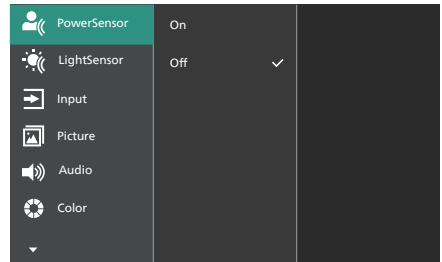 PowerSensor
On
LightSensor
Off
Input
Picture
Audio
Color